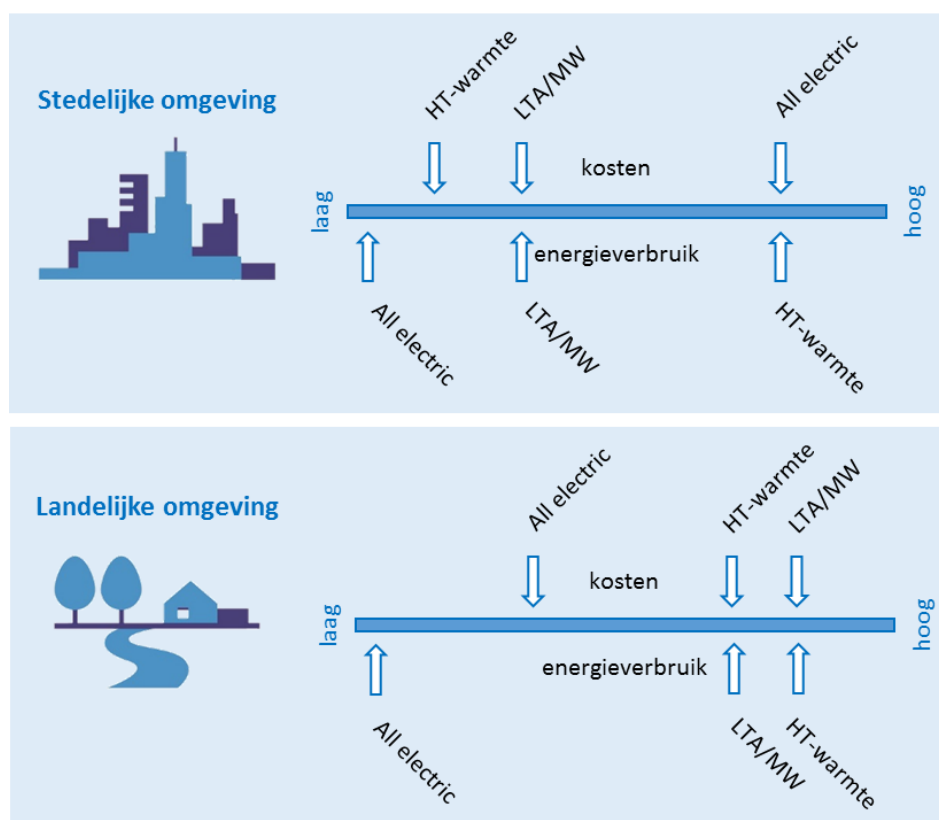 Stedelijke omgeving
HT-warmte
LTA/MW
All electric
kosten
laag
hoog
energieverbruik
All electric
LTA/MW
HT-warmte
Landelijke omgeving
All electric
HT-warmte
LTA/MW
kosten
laag
hoog
energieverbruik
All electric
LTA/MW
HT-warmte